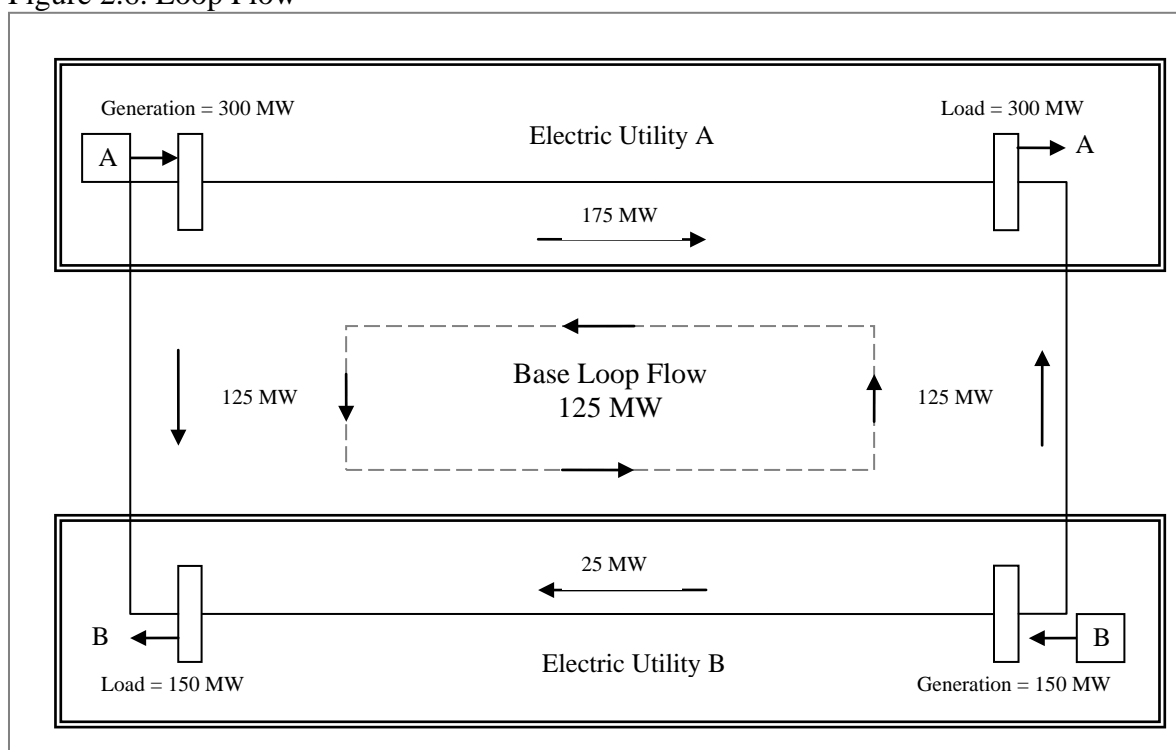 Figure 2.6. Loop Flow
Generation = 300 MW
Load = 300 MW
Electric Utility A
A
A
175 MW
Base Loop Flow
125 MW
125 MW
125 MW
25 MW
B
B
Electric Utility B
Load = 150 MW
Generation = 150 MW